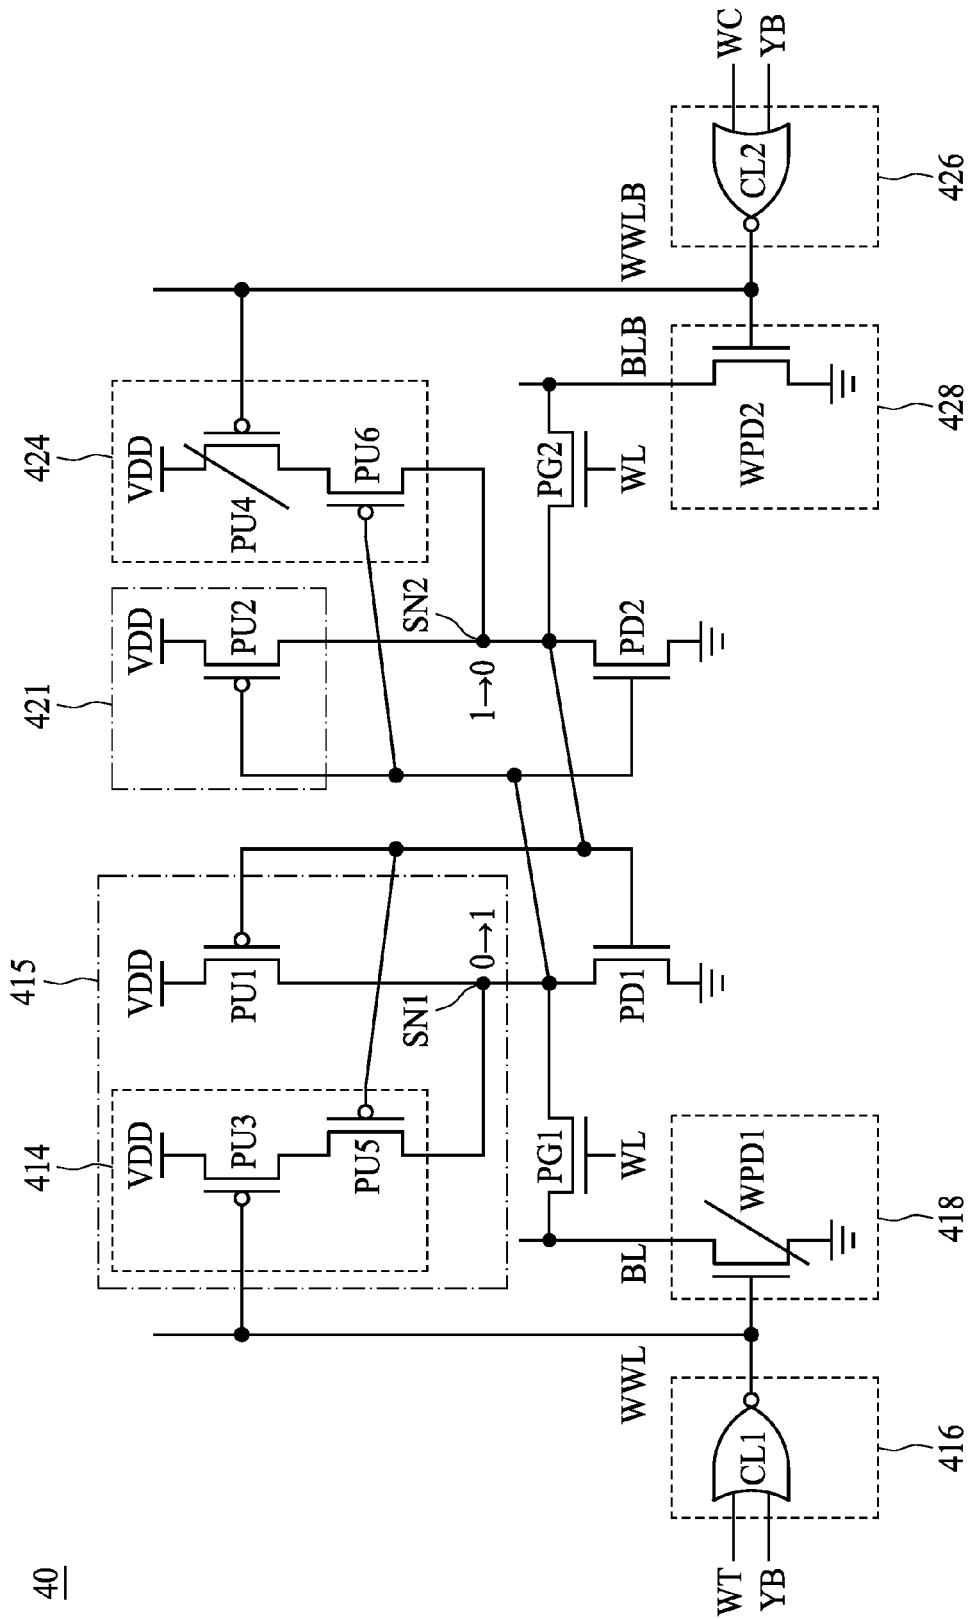 40
415
414
421
424
VDD
VDD
VDD
VDD
PU3
PU1
PU2
PU4
PU5
PU6
SN1
0→1
1→0
SN2
WWL
BL
PG1
WL
PG2
WL
BLB
WWLB
PD1
PD2
WT
YB
CL1
WPD1
WPD2
CL2
WC
YB
416
418
428
426